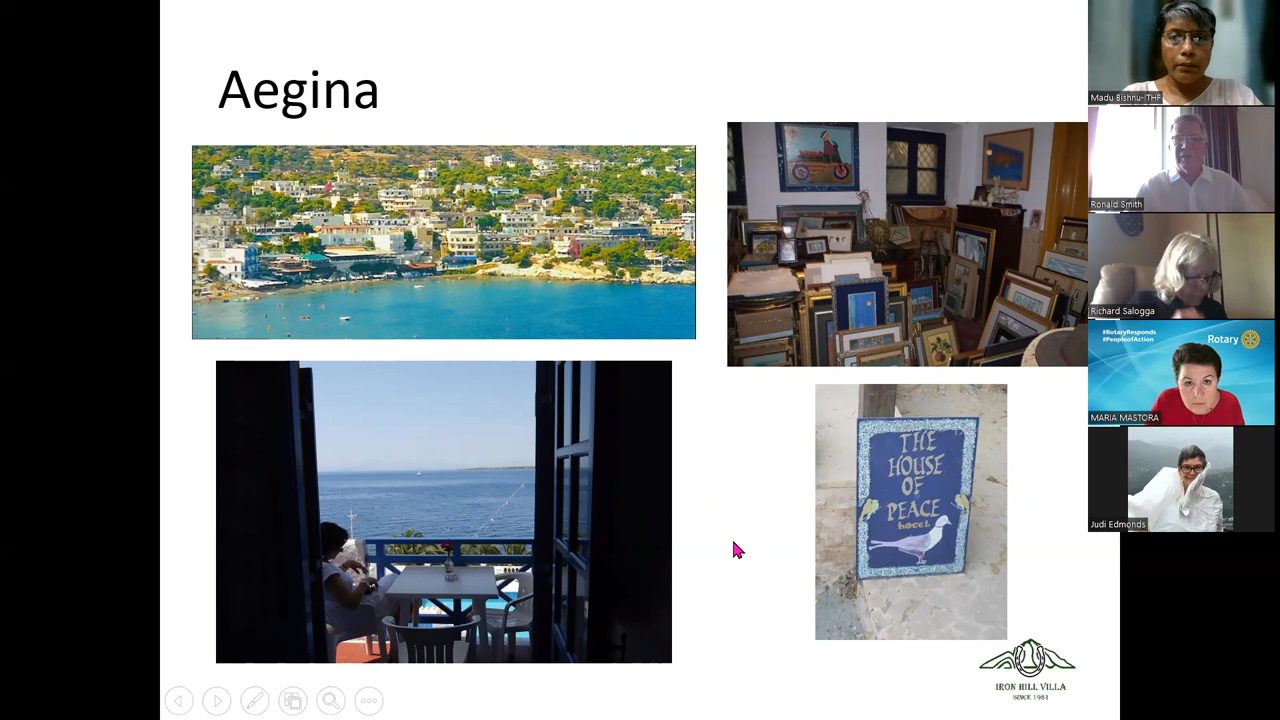 Aegina
THE
HOUSE
OF
PEACE
hOTEL
IRON HILL VILLA
SINCE 1981
Madu Bishnu-ITHF
Ronald Smith
Richard Salogga
#RotaryResponds
#PeopleofAction
Rotary
MARIA MASTORA
Judi Edmonds